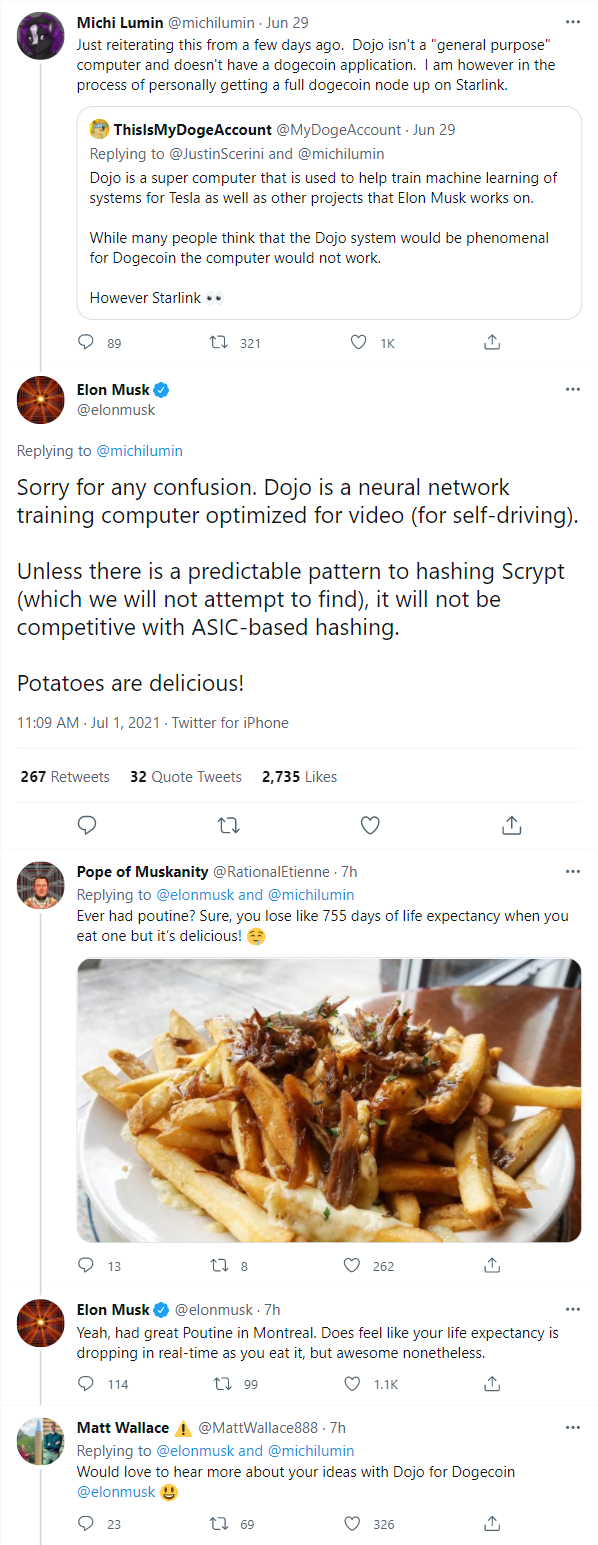 Michi Lumin @michilumin · Jun 29
Just reiterating this from a few days ago.  Dojo isn't a "general purpose"
computer and doesn't have a dogecoin application.  I am however in the
process of personally getting a full dogecoin node up on Starlink.
ThisIsMyDogeAccount @MyDogeAccount · Jun 29
Replying to @JustinScerini and @michilumin
Dojo is a super computer that is used to help train machine learning of
systems for Tesla as well as other projects that Elon Musk works on.
While many people think that the Dojo system would be phenomenal
for Dogecoin the computer would not work.
However Starlink 👀
89 321 1K
Elon Musk
@elonmusk
Replying to @michilumin
Sorry for any confusion. Dojo is a neural network
training computer optimized for video (for self-driving).
Unless there is a predictable pattern to hashing Scrypt
(which we will not attempt to find), it will not be
competitive with ASIC-based hashing.
Potatoes are delicious!
11:09 AM · Jul 1, 2021 · Twitter for iPhone
267 Retweets 32 Quote Tweets 2,735 Likes
Pope of Muskanity @RationalEtienne · 7h
Replying to @elonmusk and @michilumin
Ever had poutine? Sure, you lose like 755 days of life expectancy when you
eat one but it's delicious! 🤤
13 8 262
Elon Musk @elonmusk · 7h
Yeah, had great Poutine in Montreal. Does feel like your life expectancy is
dropping in real-time as you eat it, but awesome nonetheless.
114 99 1.1K
Matt Wallace ⚠️ @MattWallace888 · 7h
Replying to @elonmusk and @michilumin
Would love to hear more about your ideas with Dojo for Dogecoin
@elonmusk 😃
23 69 326